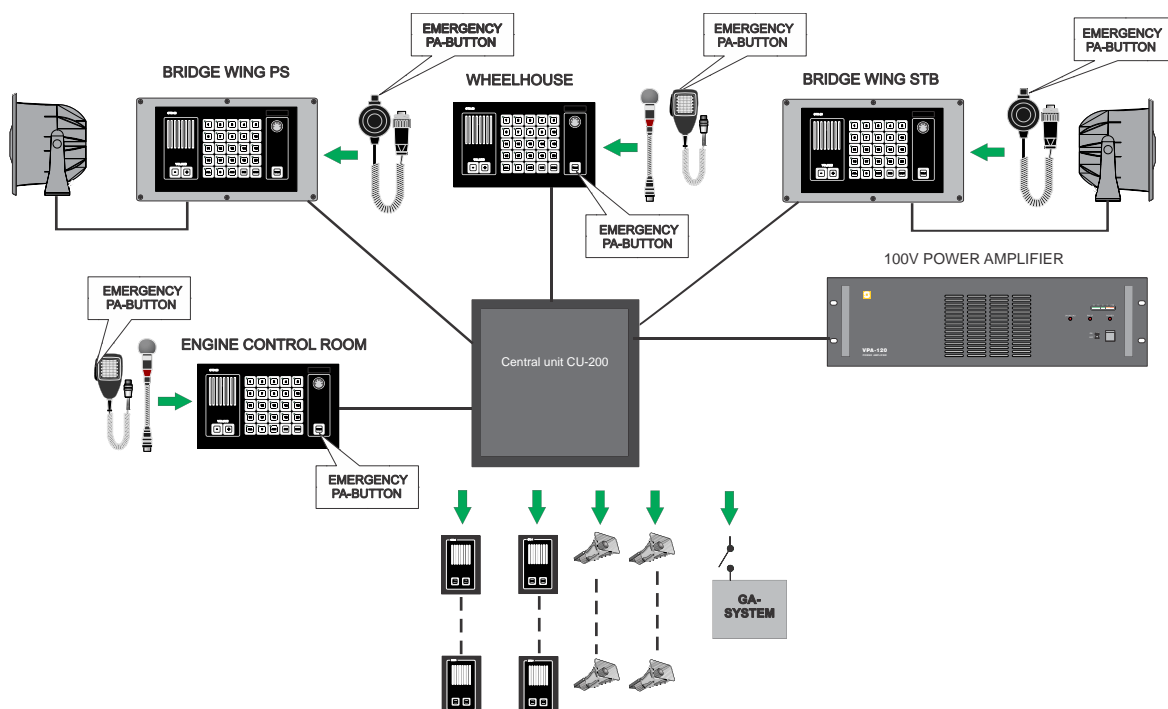 EMERGENCY
PA-BUTTON
EMERGENCY
PA-BUTTON
EMERGENCY
PA-BUTTON
BRIDGE WING PS
WHEELHOUSE
BRIDGE WING STB
EMERGENCY
PA-BUTTON
100V POWER AMPLIFIER
EMERGENCY
PA-BUTTON
ENGINE CONTROL ROOM
Central unit CU-200
VPA-120
EMERGENCY
PA-BUTTON
GA-
SYSTEM